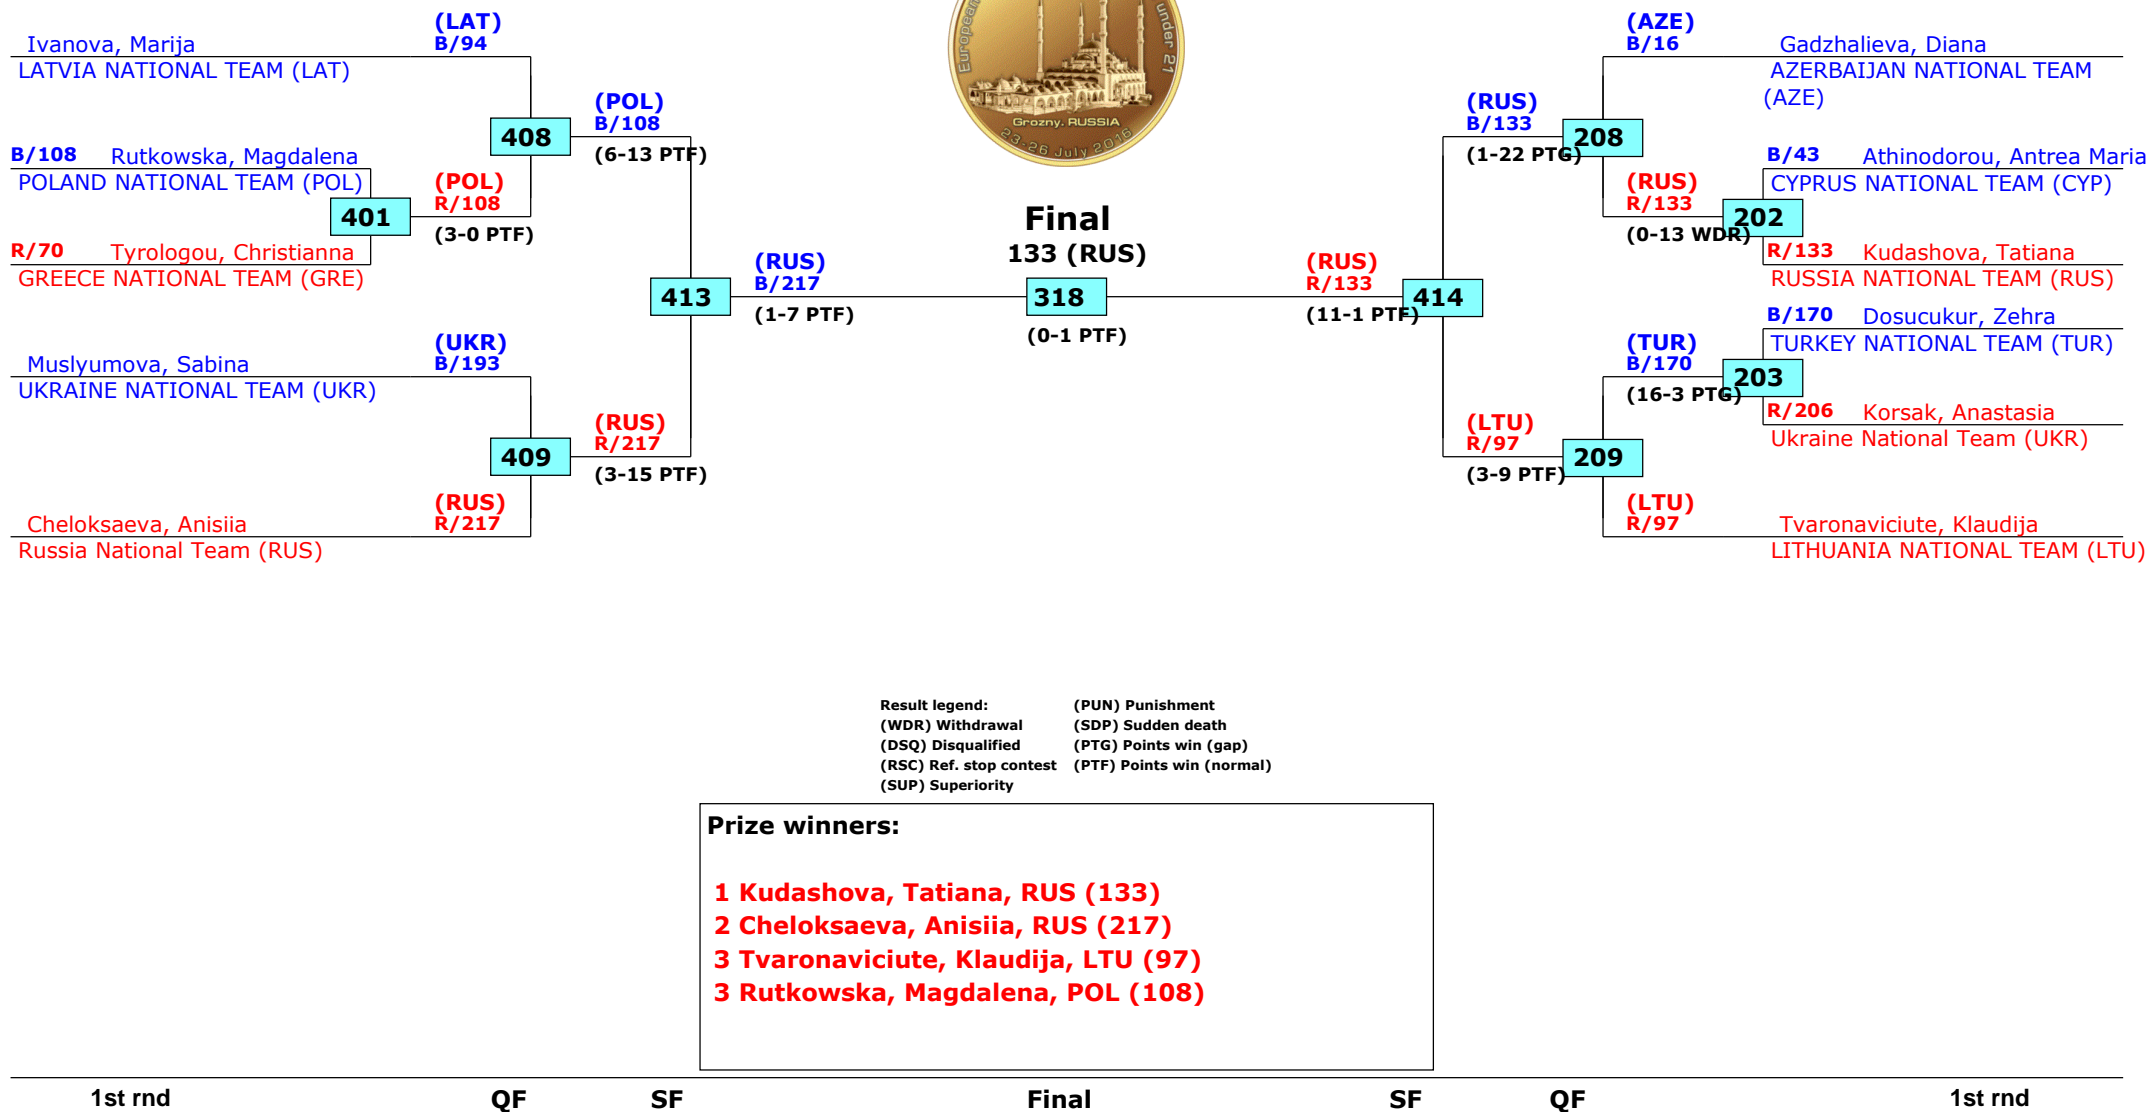 European
under 21
Grozny. RUSSIA
23-26 July 2016
(LAT)
B/94
Ivanova, Marija
LATVIA NATIONAL TEAM (LAT)
408
(POL)
B/108
(6-13 PTF)
B/108 Rutkowska, Magdalena
POLAND NATIONAL TEAM (POL)
401
(POL)
R/108
(3-0 PTF)
R/70 Tyrologou, Christianna
GREECE NATIONAL TEAM (GRE)
413
(RUS)
B/217
(1-7 PTF)
(UKR)
B/193
Muslyumova, Sabina
UKRAINE NATIONAL TEAM (UKR)
409
(RUS)
R/217
(3-15 PTF)
(RUS)
R/217
Cheloksaeva, Anisiia
Russia National Team (RUS)
Final
133 (RUS)
318
(0-1 PTF)
(AZE)
B/16
Gadzhalieva, Diana
AZERBAIJAN NATIONAL TEAM
(AZE)
(RUS)
B/133
(1-22 PTG)
208
B/43 Athinodorou, Antrea Maria
CYPRUS NATIONAL TEAM (CYP)
(RUS)
R/133
(0-13 WDR)
202
R/133 Kudashova, Tatiana
RUSSIA NATIONAL TEAM (RUS)
(RUS)
R/133
(11-1 PTF)
414
B/170 Dosucukur, Zehra
TURKEY NATIONAL TEAM (TUR)
(TUR)
B/170
(16-3 PTG)
203
R/206 Korsak, Anastasia
Ukraine National Team (UKR)
(LTU)
R/97
(3-9 PTF)
209
(LTU)
R/97
Tvaronaviciute, Klaudija
LITHUANIA NATIONAL TEAM (LTU)
Result legend: (PUN) Punishment
(WDR) Withdrawal (SDP) Sudden death
(DSQ) Disqualified (PTG) Points win (gap)
(RSC) Ref. stop contest (PTF) Points win (normal)
(SUP) Superiority
Prize winners:
1 Kudashova, Tatiana, RUS (133)
2 Cheloksaeva, Anisiia, RUS (217)
3 Tvaronaviciute, Klaudija, LTU (97)
3 Rutkowska, Magdalena, POL (108)
1st rnd QF SF Final SF QF 1st rnd